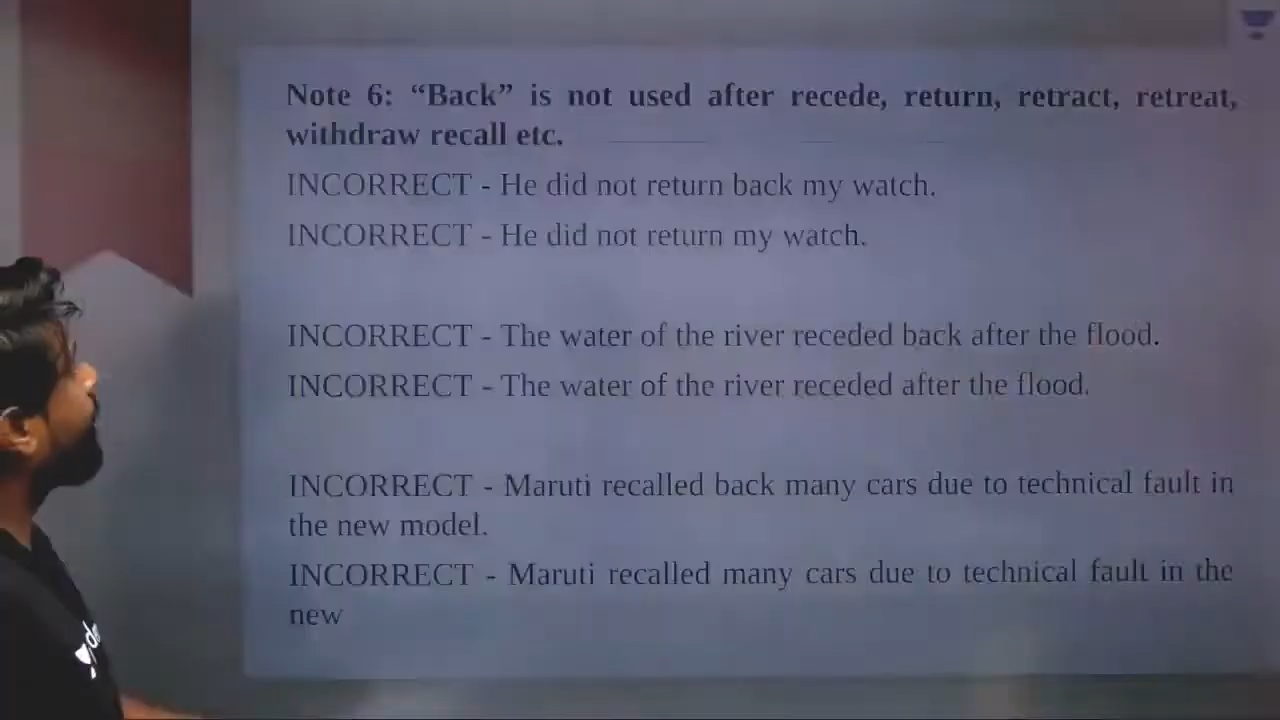 Note 6: “Back” is not used after recede, return, retract, retreat,
withdraw recall etc.
INCORRECT - He did not return back my watch.
INCORRECT - He did not return my watch.
INCORRECT - The water of the river receded back after the flood.
INCORRECT - The water of the river receded after the flood.
INCORRECT - Maruti recalled back many cars due to technical fault in
the new model.
INCORRECT - Maruti recalled many cars due to technical fault in the
new